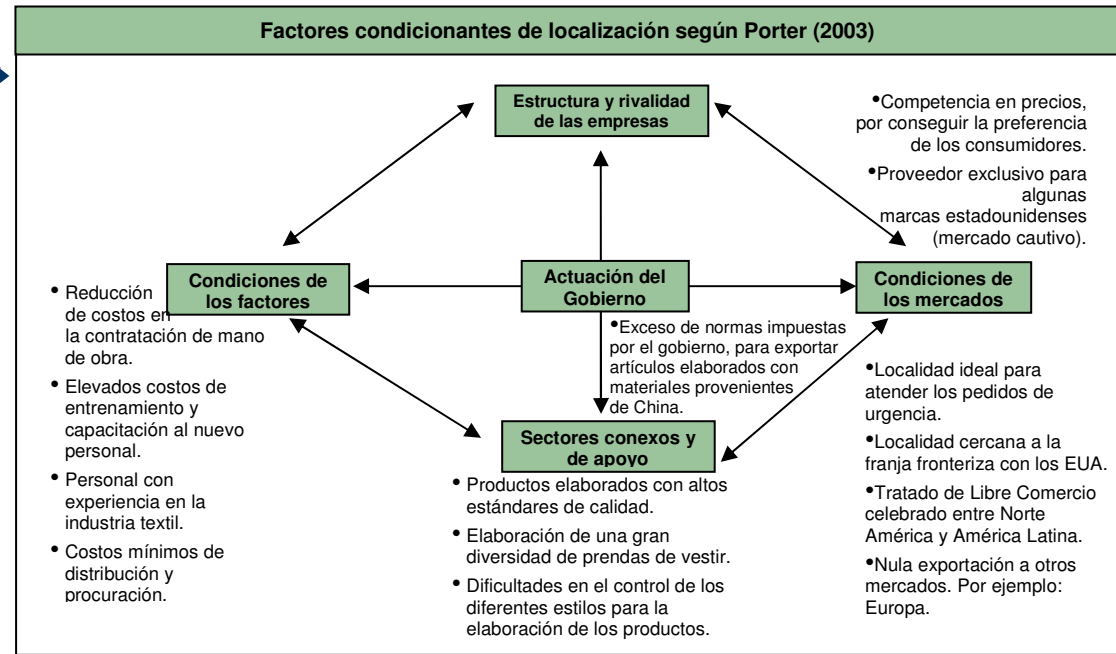 Factores condicionantes de localización según Porter (2003)
Estructura y rivalidad
de las empresas
•Competencia en precios,
por conseguir la preferencia
de los consumidores.
•Proveedor exclusivo para
algunas
marcas estadounidenses
(mercado cautivo).
Condiciones de
los factores
Actuación del
Gobierno
Condiciones de
los mercados
• Reducción
de costos en
la contratación de mano
de obra.
• Elevados costos de
entrenamiento y
capacitación al nuevo
personal.
• Personal con
experiencia en la
industria textil.
• Costos mínimos de
distribución y
procuración.
•Exceso de normas impuestas
por el gobierno, para exportar
artículos elaborados con
materiales provenientes
de China.
Sectores conexos y
de apoyo
• Productos elaborados con altos
estándares de calidad.
• Elaboración de una gran
diversidad de prendas de vestir.
• Dificultades en el control de los
diferentes estilos para la
elaboración de los productos.
•Localidad ideal para
atender los pedidos de
urgencia.
•Localidad cercana a la
franja fronteriza con los EUA.
•Tratado de Libre Comercio
celebrado entre Norte
América y América Latina.
•Nula exportación a otros
mercados. Por ejemplo:
Europa.